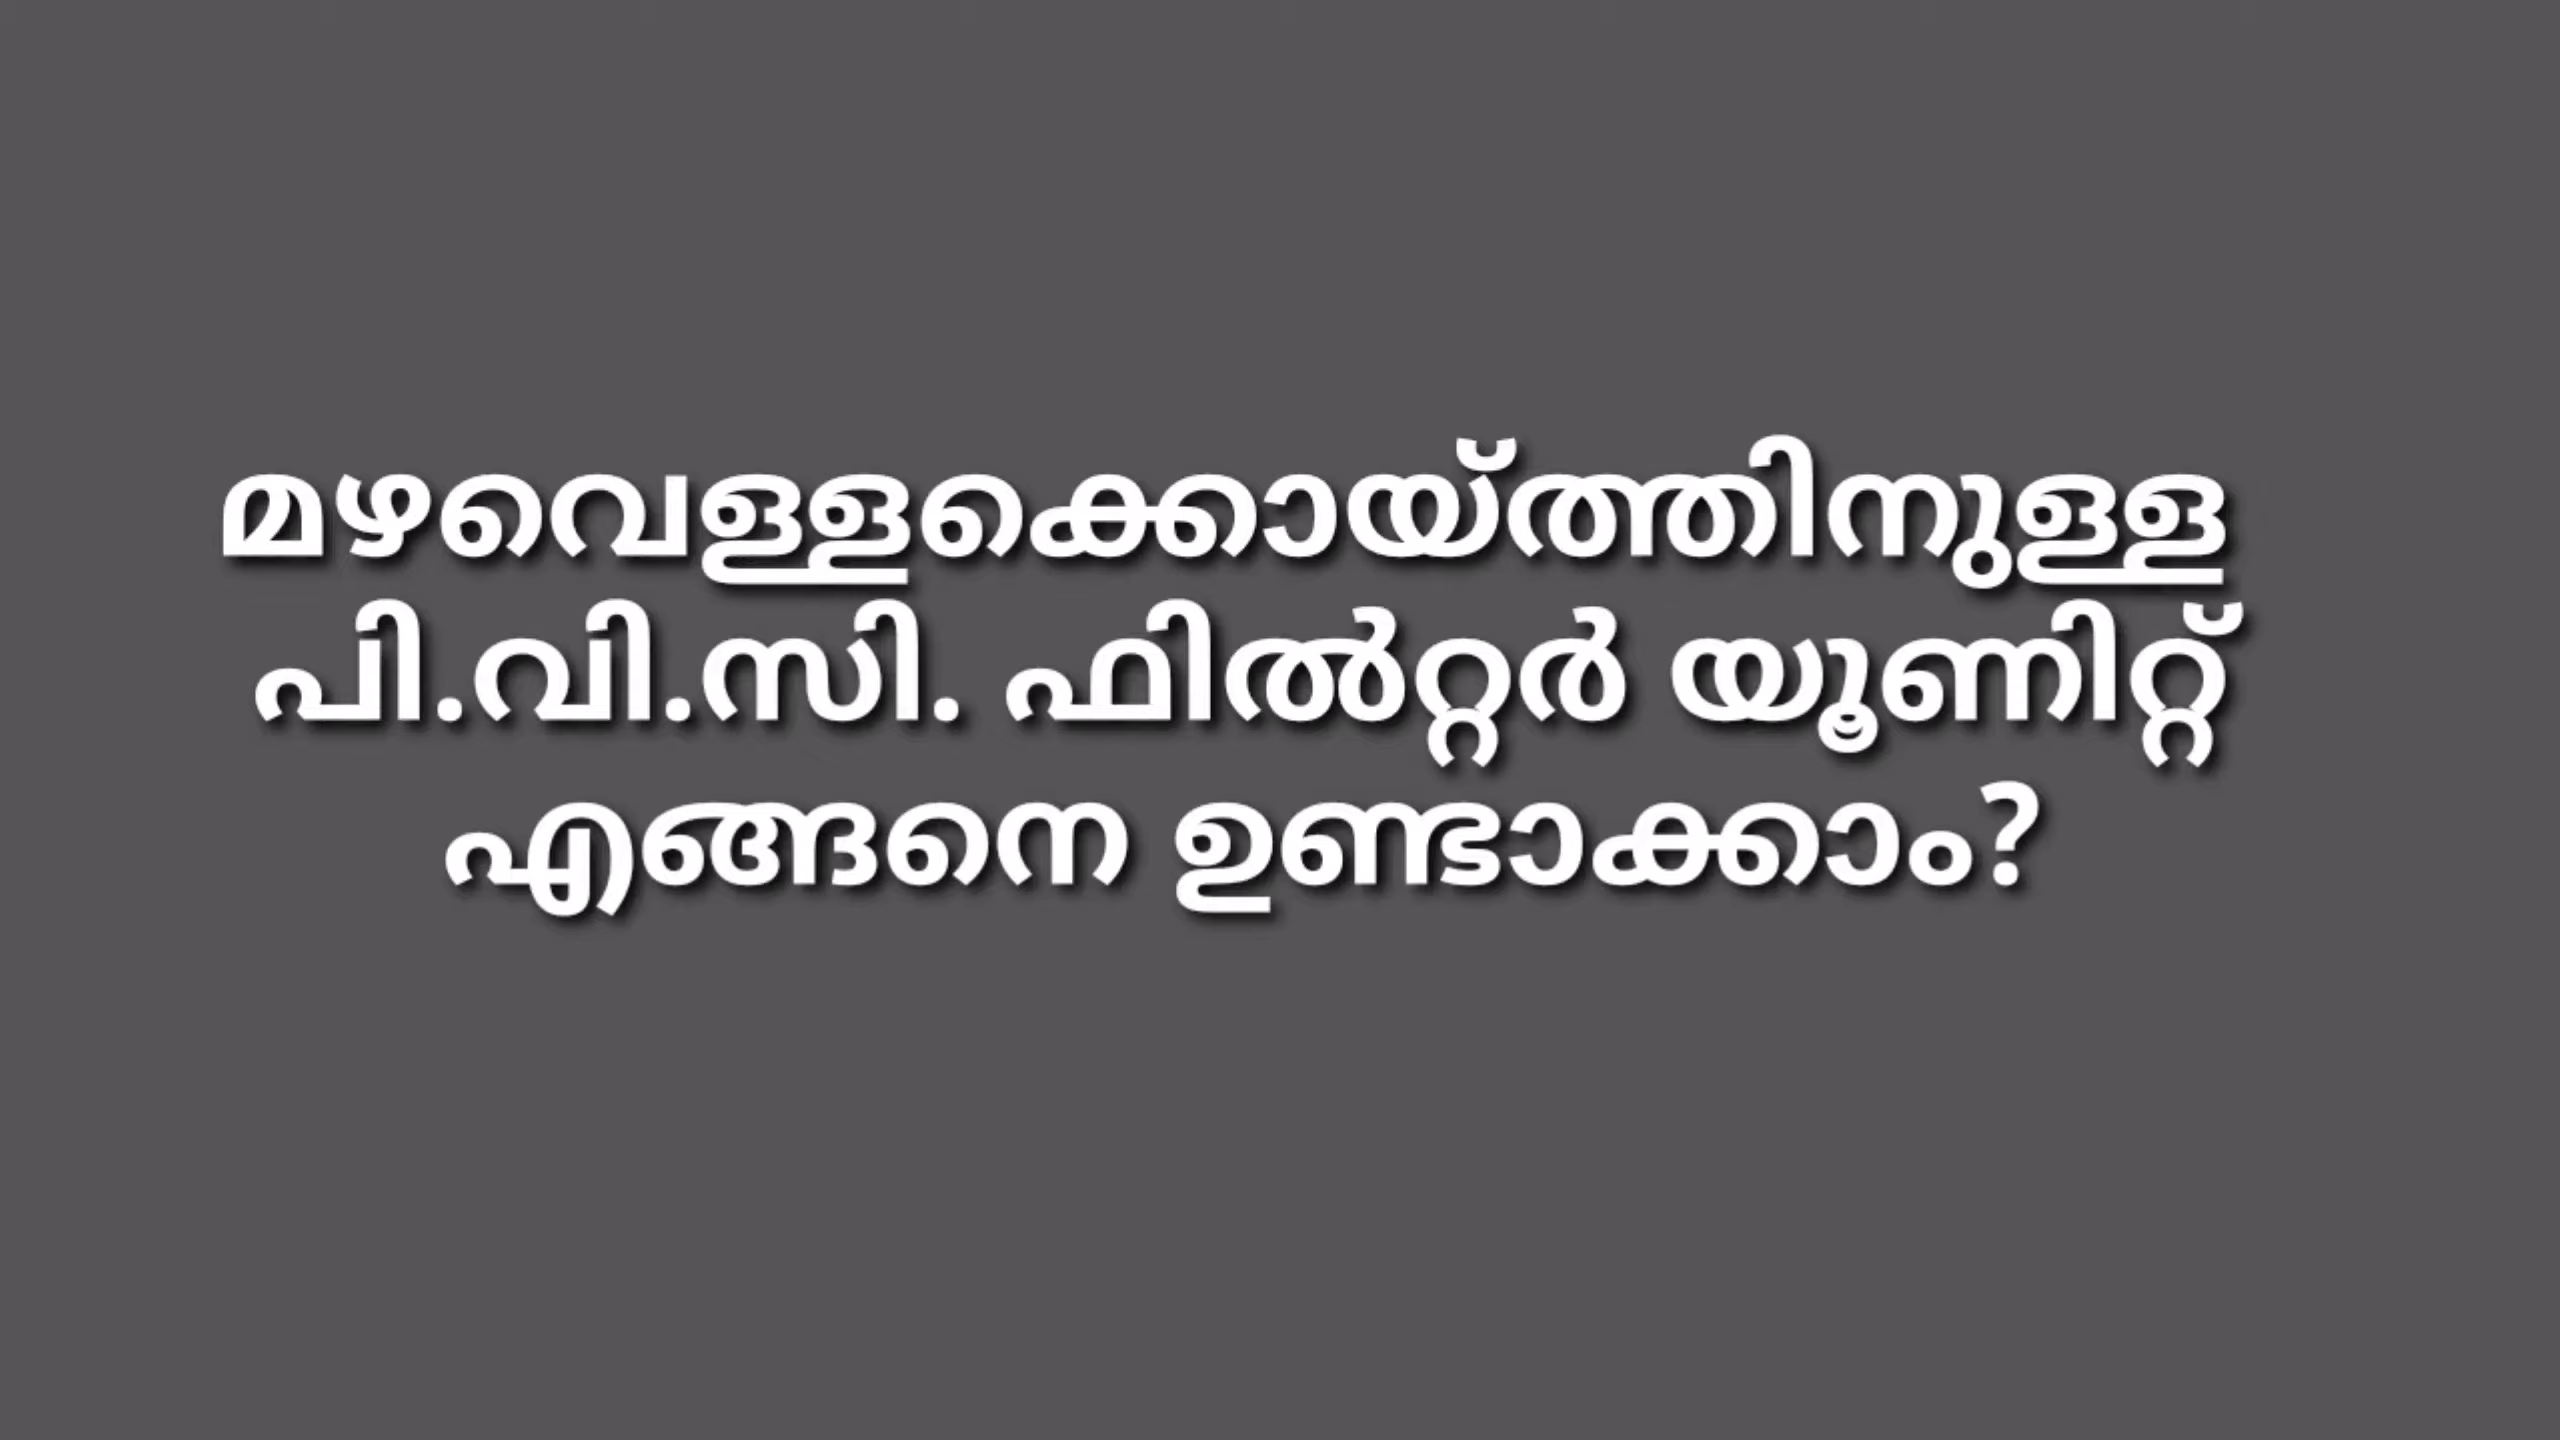 മഴവെള്ളക്കൊയ്ത്തിനുള്ള
പി.വി.സി. ഫിൽറ്റർ യൂണിറ്റ്
എങ്ങനെ ഉണ്ടാക്കാം?